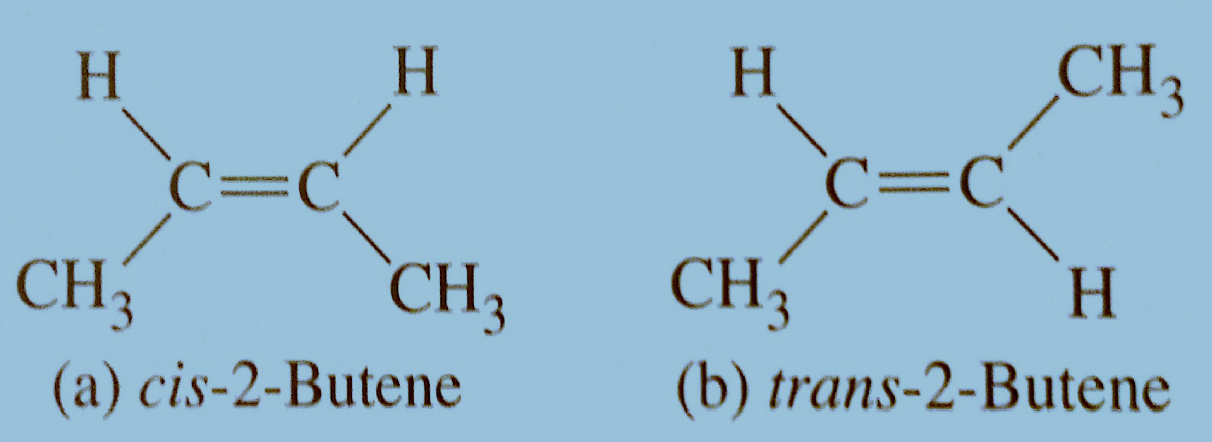 H H
C=C
CH₃ CH₃
(a) cis-2-Butene
H CH₃
C=C
CH₃ H
(b) trans-2-Butene